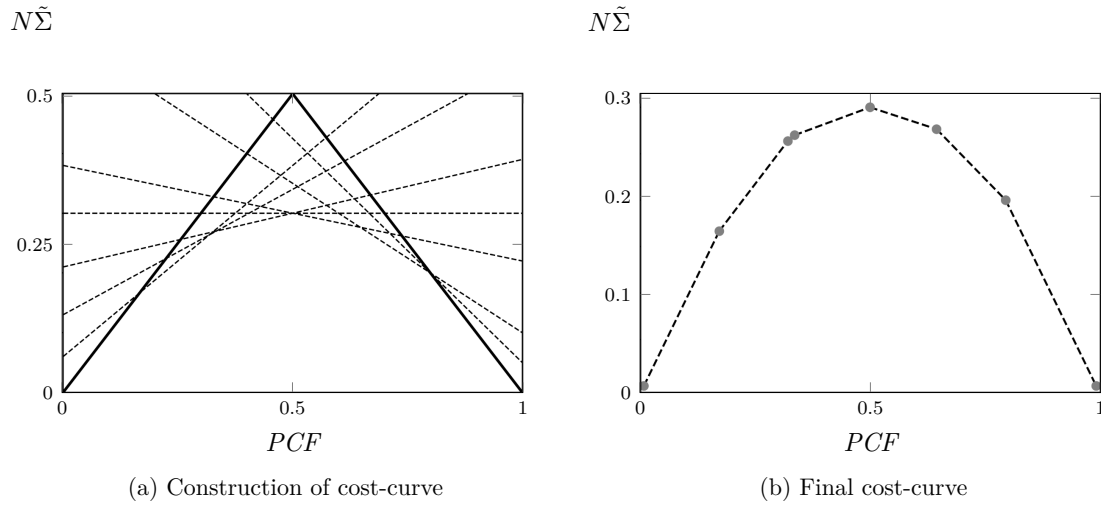 NΣ̃
0.5
0.25
0
0
0.5
1
PCF
(a) Construction of cost-curve
NΣ̃
0.3
0.2
0.1
0
0
0.5
1
PCF
(b) Final cost-curve